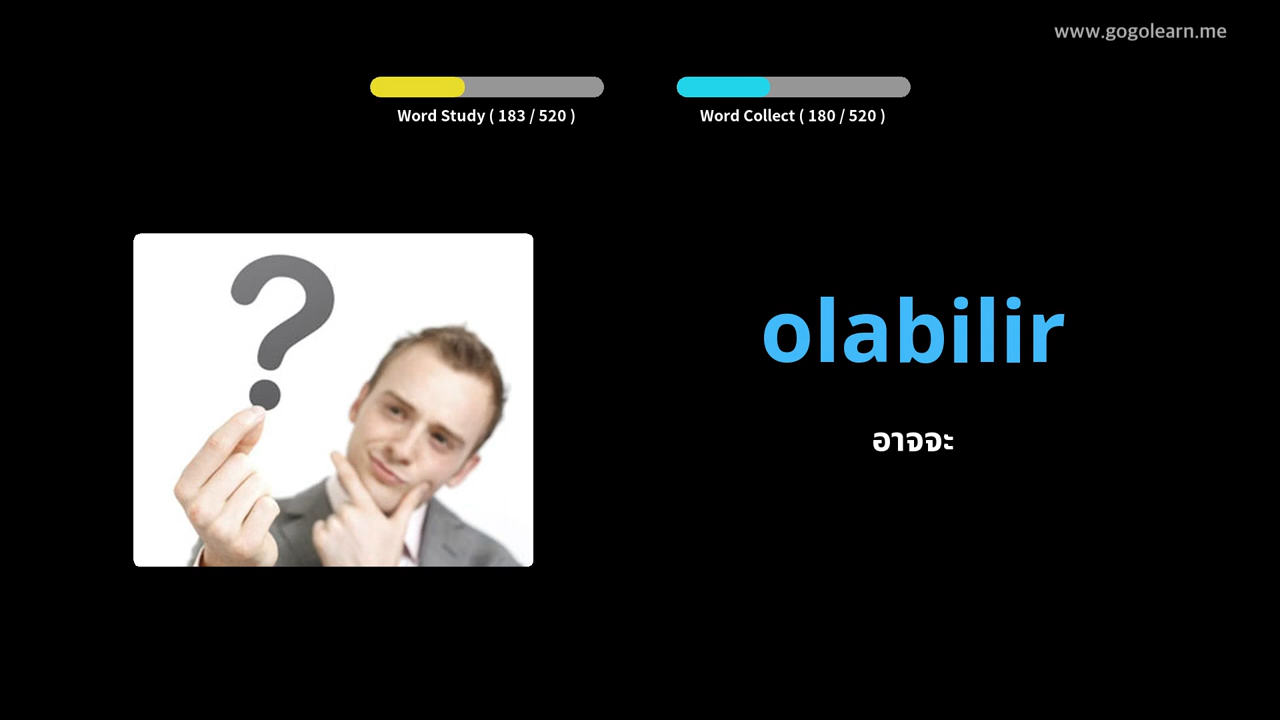 www.gogolearn.me
Word Study ( 183 / 520 )
Word Collect ( 180 / 520 )
olabilir
อาจจะ